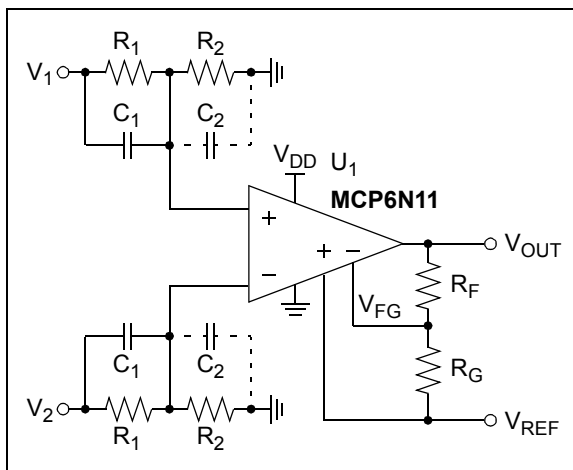 R1 R2
V1
C1 C2
VDD U1
MCP6N11
+
+ −
−
VOUT
RF
VFG
C1 C2
RG
V2
R1 R2
VREF